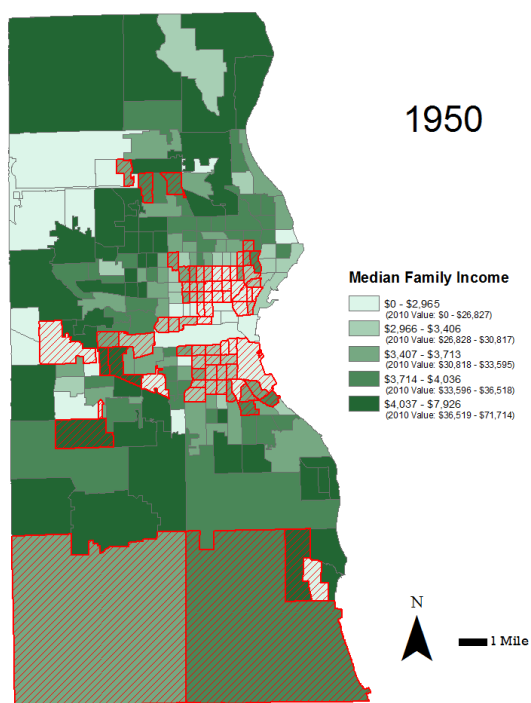 1950
Median Family Income
$0 - $2,965
(2010 Value: $0 - $26,827)
$2,966 - $3,406
(2010 Value: $26,828 - $30,817)
$3,407 - $3,713
(2010 Value: $30,818 - $33,595)
$3,714 - $4,036
(2010 Value: $33,596 - $36,518)
$4,037 - $7,926
(2010 Value: $36,519 - $71,714)
N
1 Mile